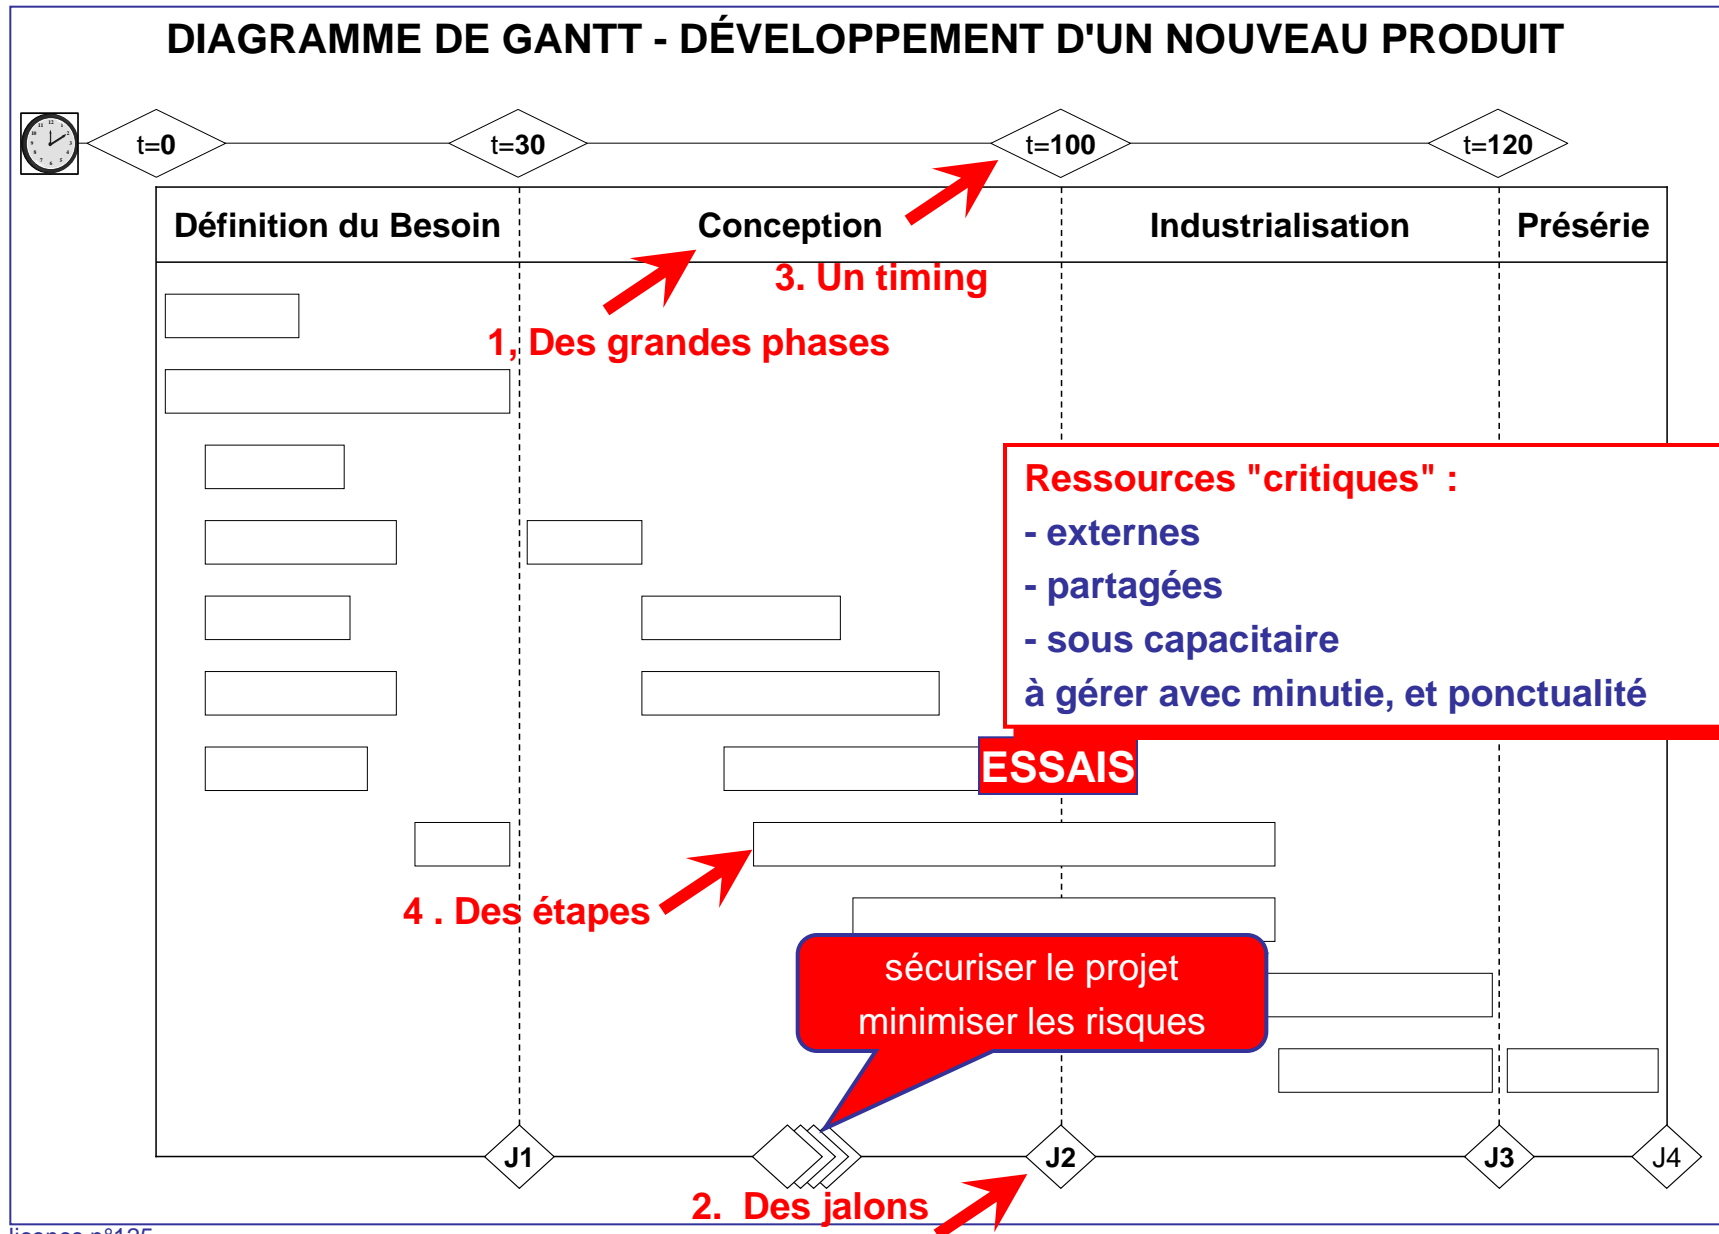 DIAGRAMME DE GANTT - DÉVELOPPEMENT D'UN NOUVEAU PRODUIT
t=0
t=30
t=100
t=120
Définition du Besoin
Conception
Industrialisation
Présérie
3. Un timing
1, Des grandes phases
Ressources "critiques" :
- externes
- partagées
- sous capacitaire
à gérer avec minutie, et ponctualité
ESSAIS
4 . Des étapes
sécuriser le projet
minimiser les risques
J1
J2
J3
J4
2. Des jalons
licence n°125